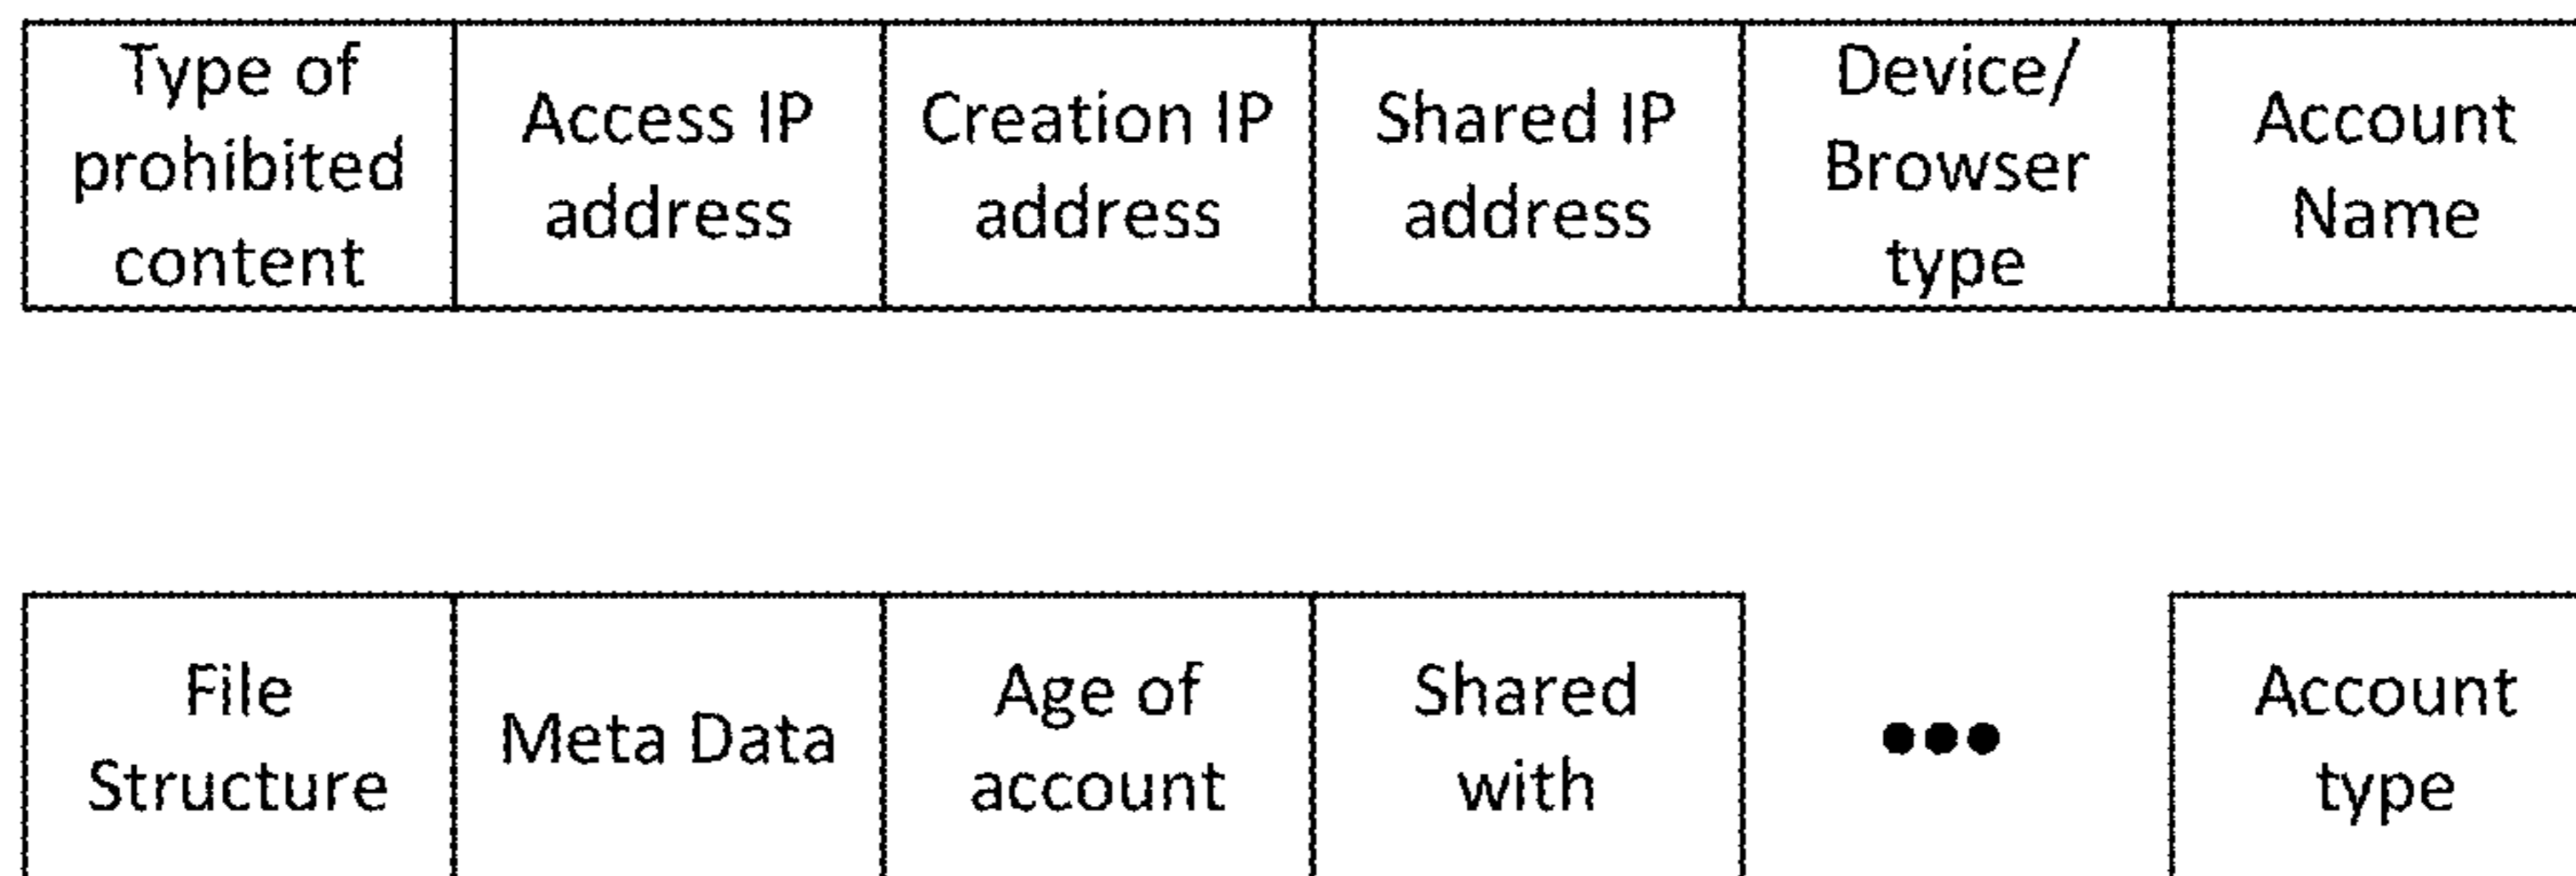 Type of
prohibited
content
Access IP
address
Creation IP
address
Shared IP
address
Device/
Browser
type
Account
Name
File
Structure
Meta Data
Age of
account
Shared
with
•••
Account
type